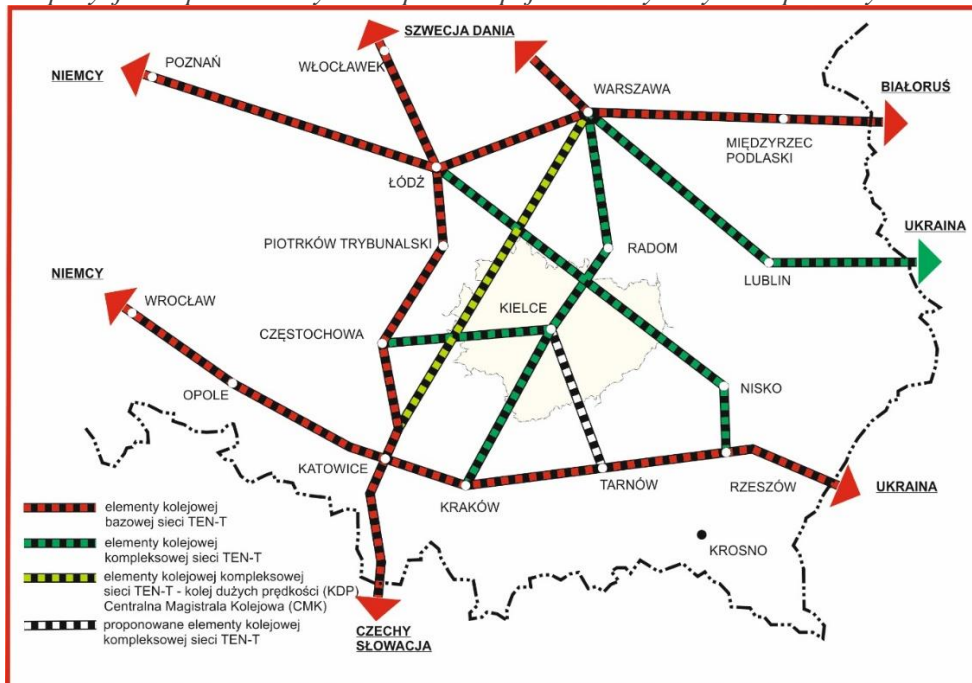 SZWECJA DANIA
WŁOCŁAWEK
POZNAŃ
NIEMCY
WARSZAWA
BIAŁORUŚ
MIĘDZYRZEC
PODLASKI
ŁÓDŹ
UKRAINA
PIOTRKÓW TRYBUNALSKI
RADOM
LUBLIN
NIEMCY
WROCŁAW
KIELCE
CZĘSTOCHOWA
NISKO
OPOLE
KATOWICE
KRAKÓW
TARNÓW
RZESZÓW
UKRAINA
KROSNO
elementy kolejowej
bazowej sieci TEN-T
elementy kolejowej
kompleksowej sieci TEN-T
elementy kolejowej kompleksowej
sieci TEN-T - kolej dużych prędkości (KDP)
Centralna Magistrala Kolejowa (CMK)
proponowane elementy kolejowej
kompleksowej sieci TEN-T
CZECHY
SŁOWACJA